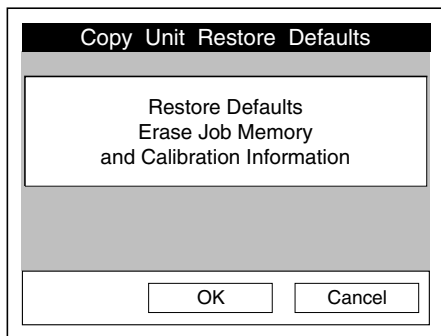 Copy Unit Restore Defaults
Restore Defaults
Erase Job Memory
and Calibration Information
OK Cancel